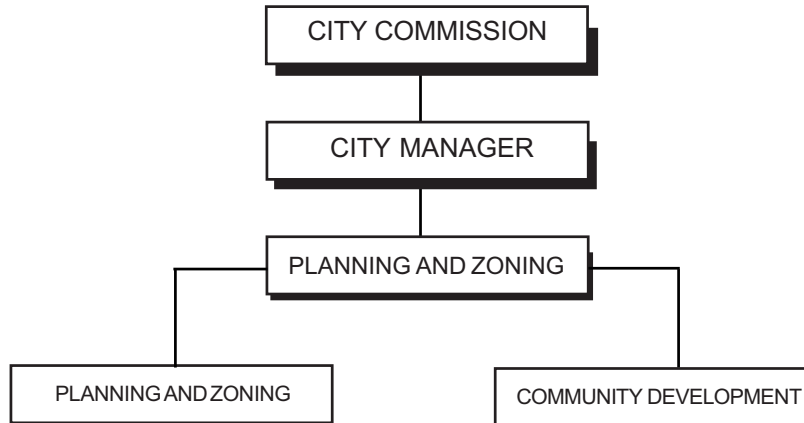 CITY COMMISSION
CITY MANAGER
PLANNING AND ZONING
PLANNING AND ZONING
COMMUNITY DEVELOPMENT